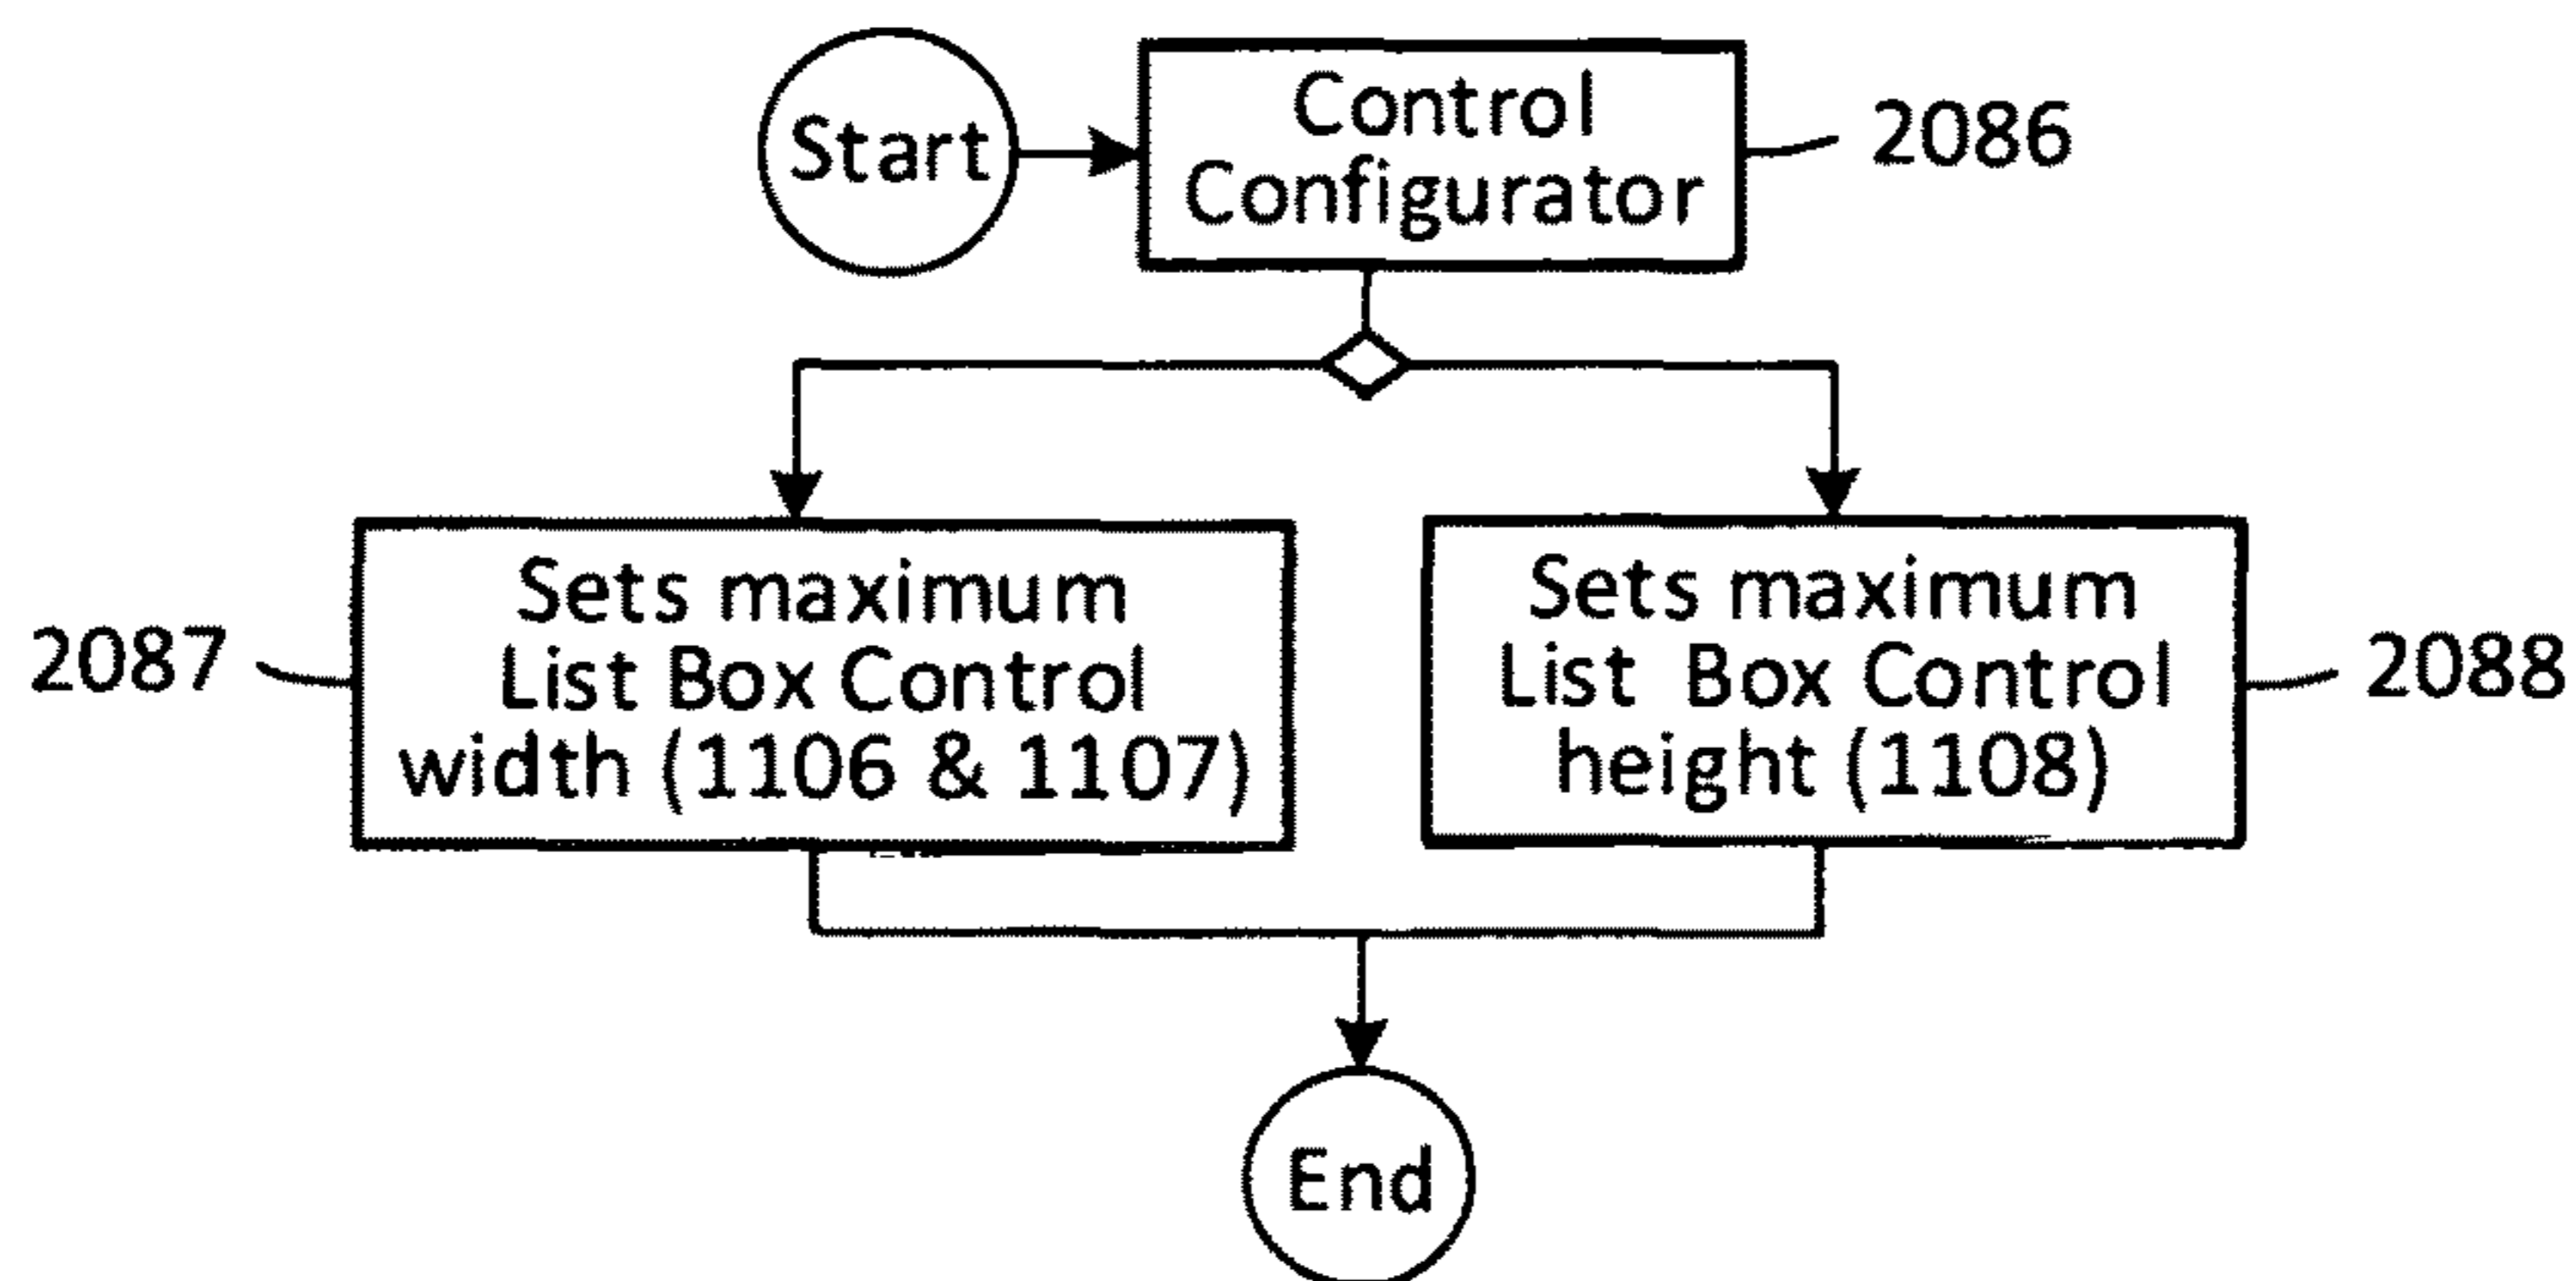 Start
Control
Configurator
2086
Sets maximum
List Box Control
width (1106 & 1107)
2087
Sets maximum
List Box Control
height (1108)
2088
End